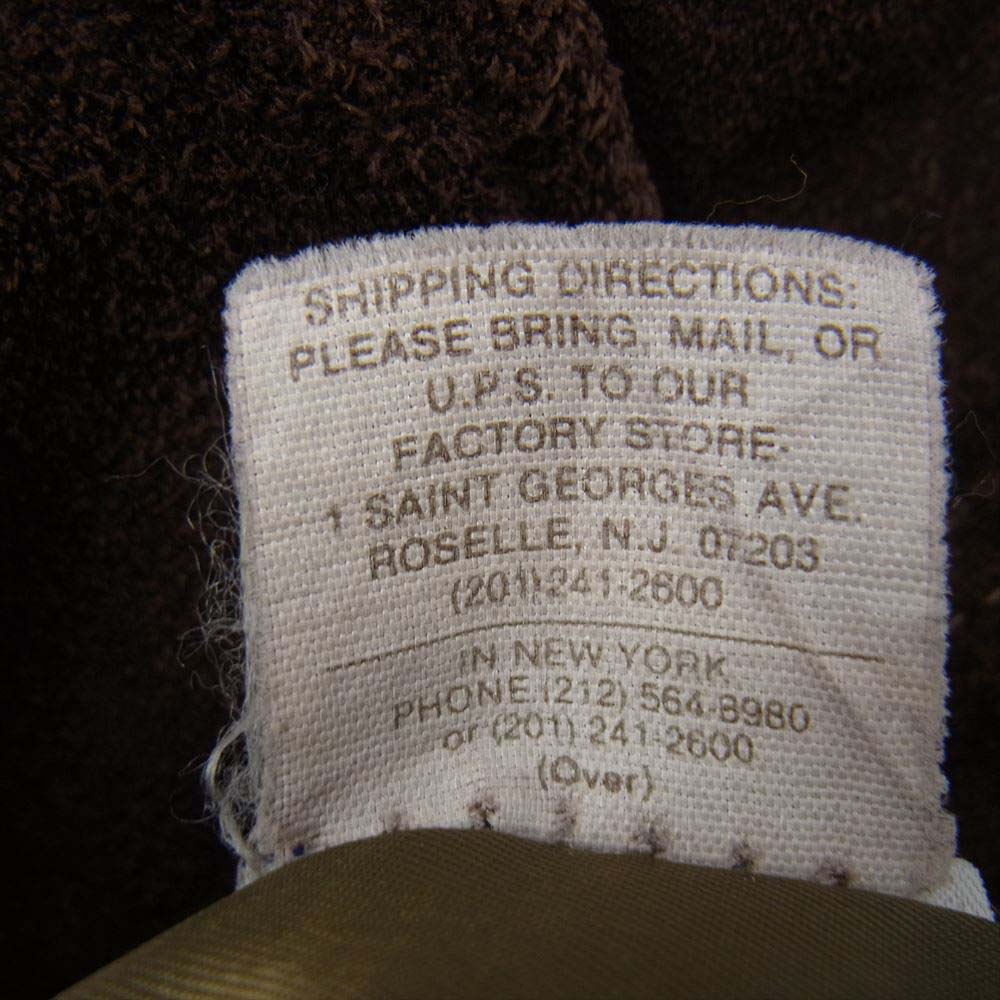 SHIPPING DIRECTIONS:
PLEASE BRING, MAIL, OR
U.P.S. TO OUR
FACTORY STORE-
1 SAINT GEORGES AVE.
ROSELLE, N.J. 07203
(201) 241-2600
IN NEW YORK
PHONE (212) 564-8980
or (201) 241-2600
(Over)